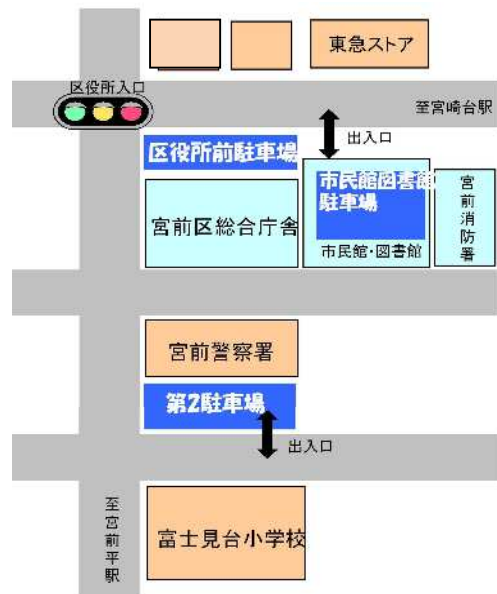 東急ストア
区役所入口
至宮崎台駅
出入口
区役所前駐車場
市民館図書館
駐車場
宮前区総合庁舎
宮前消防署
市民館・図書館
宮前警察署
第2駐車場
出入口
至宮前平駅
富士見台小学校